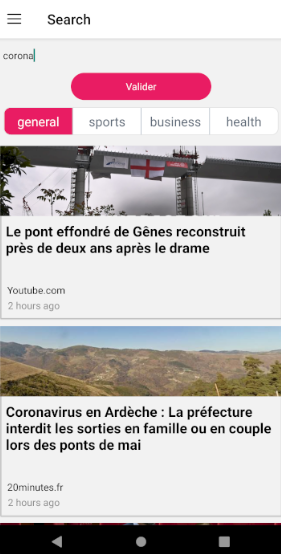 Search
corona
Valider
general sports business health
Le pont effondré de Gênes reconstruit
près de deux ans après le drame
Youtube.com
2 hours ago
Coronavirus en Ardèche : La préfecture
interdit les sorties en famille ou en couple
lors des ponts de mai
20minutes.fr
2 hours ago